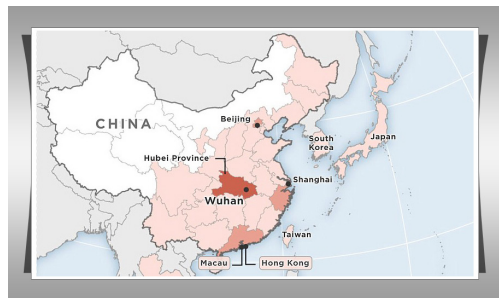 Beijing
CHINA
South
Korea
Japan
Hubei Province
Shanghai
Wuhan
Taiwan
Macau
Hong Kong